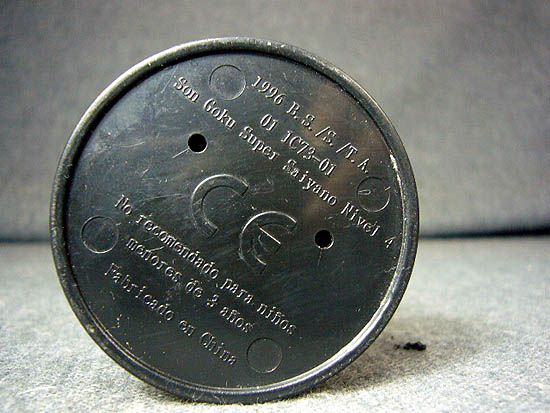 1996 B.S./S./T.A.
01 1C73-01
Son Goku Super Saiyano Nivel 4
CE
No recomendado para niños
menores de 3 años
Fabricado en China